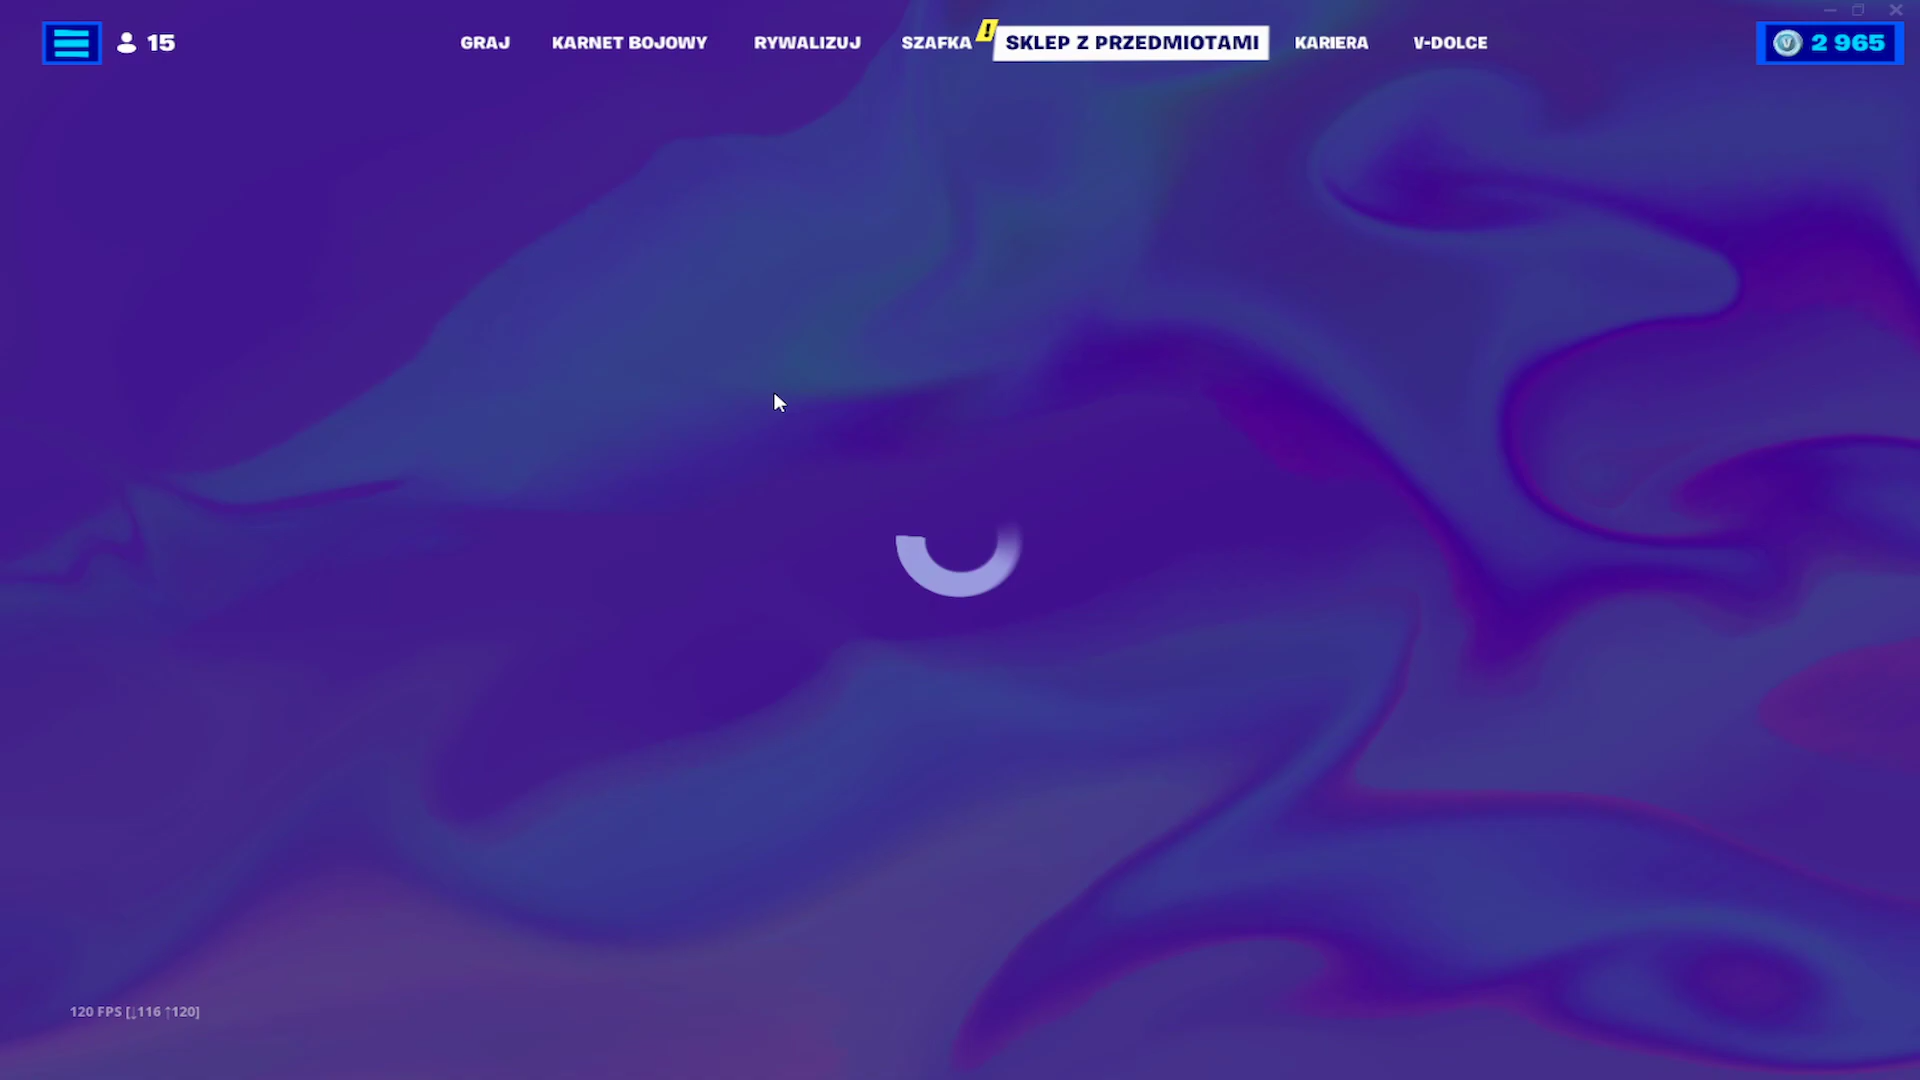 15
GRAJ
KARNET BOJOWY
RYWALIZUJ
SZAFKA
!
SKLEP Z PRZEDMIOTAMI
KARIERA
V-DOLCE
V
2 965
120 FPS [↓116 ↑120]